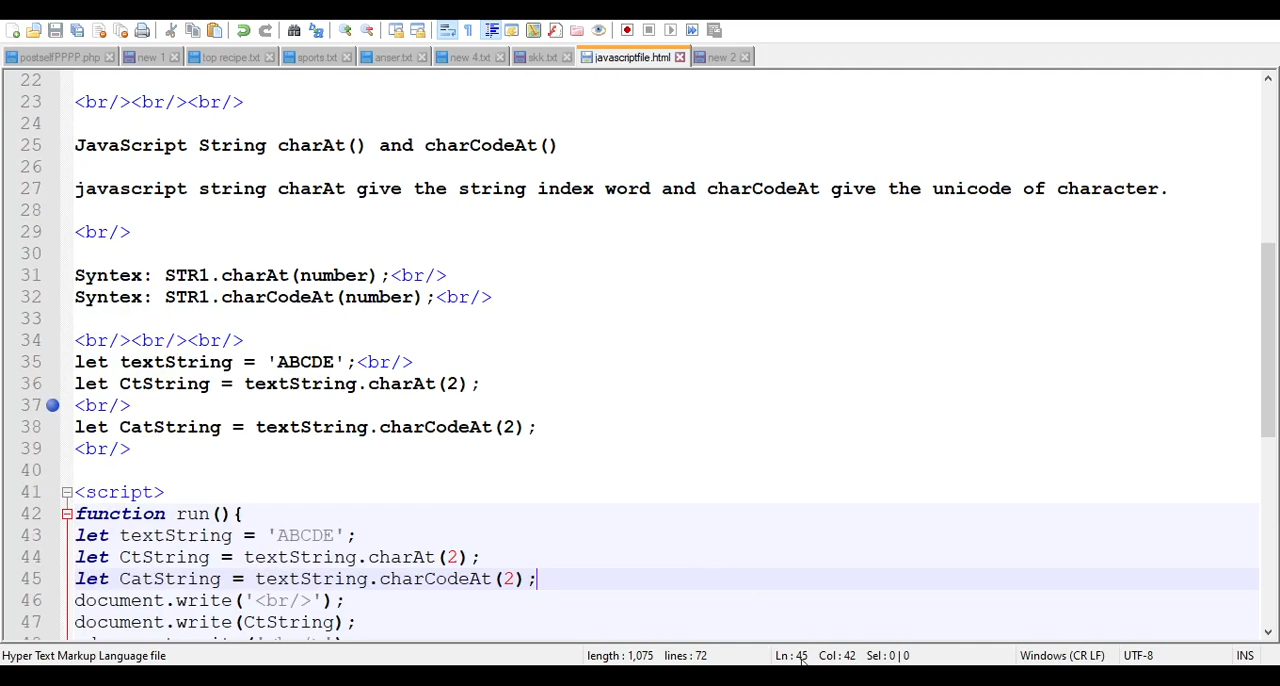 postselfPPPP.php new 1 top recipe.txt sports.txt anser.txt new 4.txt skk.txt javascriptfile.html new 2
22
23 <br/><br/><br/>
24
25 JavaScript String charAt() and charCodeAt()
26
27 javascript string charAt give the string index word and charCodeAt give the unicode of character.
28
29 <br/>
30
31 Syntex: STR1.charAt(number);<br/>
32 Syntex: STR1.charCodeAt(number);<br/>
33
34 <br/><br/><br/>
35 let textString = 'ABCDE';<br/>
36 let CtString = textString.charAt(2);
37 <br/>
38 let CatString = textString.charCodeAt(2);
39 <br/>
40
41 <script>
42 function run(){
43 let textString = 'ABCDE';
44 let CtString = textString.charAt(2);
45 let CatString = textString.charCodeAt(2);
46 document.write('<br/>');
47 document.write(CtString);
Hyper Text Markup Language file length : 1,075 lines : 72 Ln : 45 Col : 42 Sel : 0 | 0 Windows (CR LF) UTF-8 INS